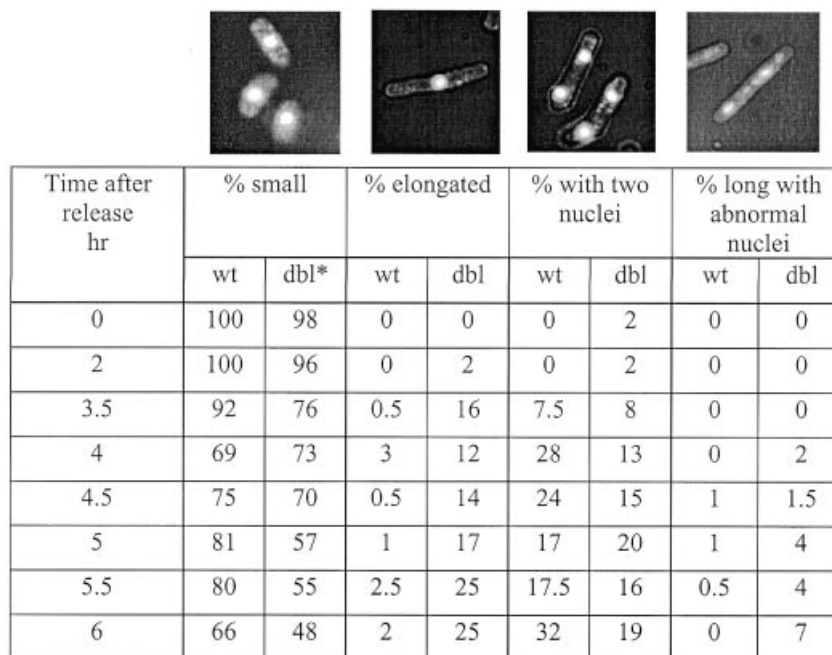 Time after release hr % small % elongated % with two nuclei % long with abnormal nuclei
wt dbl* wt dbl wt dbl wt dbl
0 100 98 0 0 0 2 0 0
2 100 96 0 2 0 2 0 0
3.5 92 76 0.5 16 7.5 8 0 0
4 69 73 3 12 28 13 0 2
4.5 75 70 0.5 14 24 15 1 1.5
5 81 57 1 17 17 20 1 4
5.5 80 55 2.5 25 17.5 16 0.5 4
6 66 48 2 25 32 19 0 7